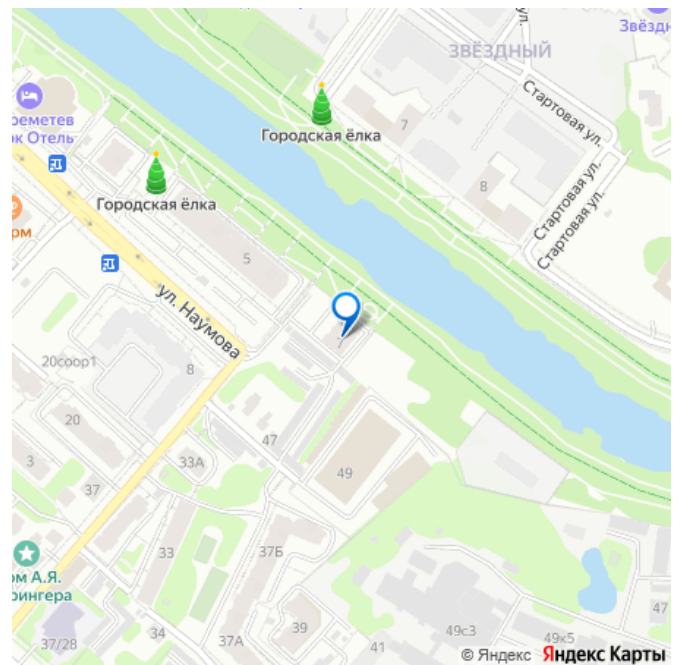 ул.
Звёздн
ЗВЁЗДНЫЙ
Стартовая ул.
реметев
рк Отель
Городская ёлка
7
8
Стартовая ул.
Стартовая ул.
Городская ёлка
рм
5
ул. Наумова
7
20соор1
8
20
47
3
33А
49
37
33
37Б
ом А.Я.
рингера
47
37/28
34
37А
39
41
49с3
49к5
© Яндекс Яндекс Карты